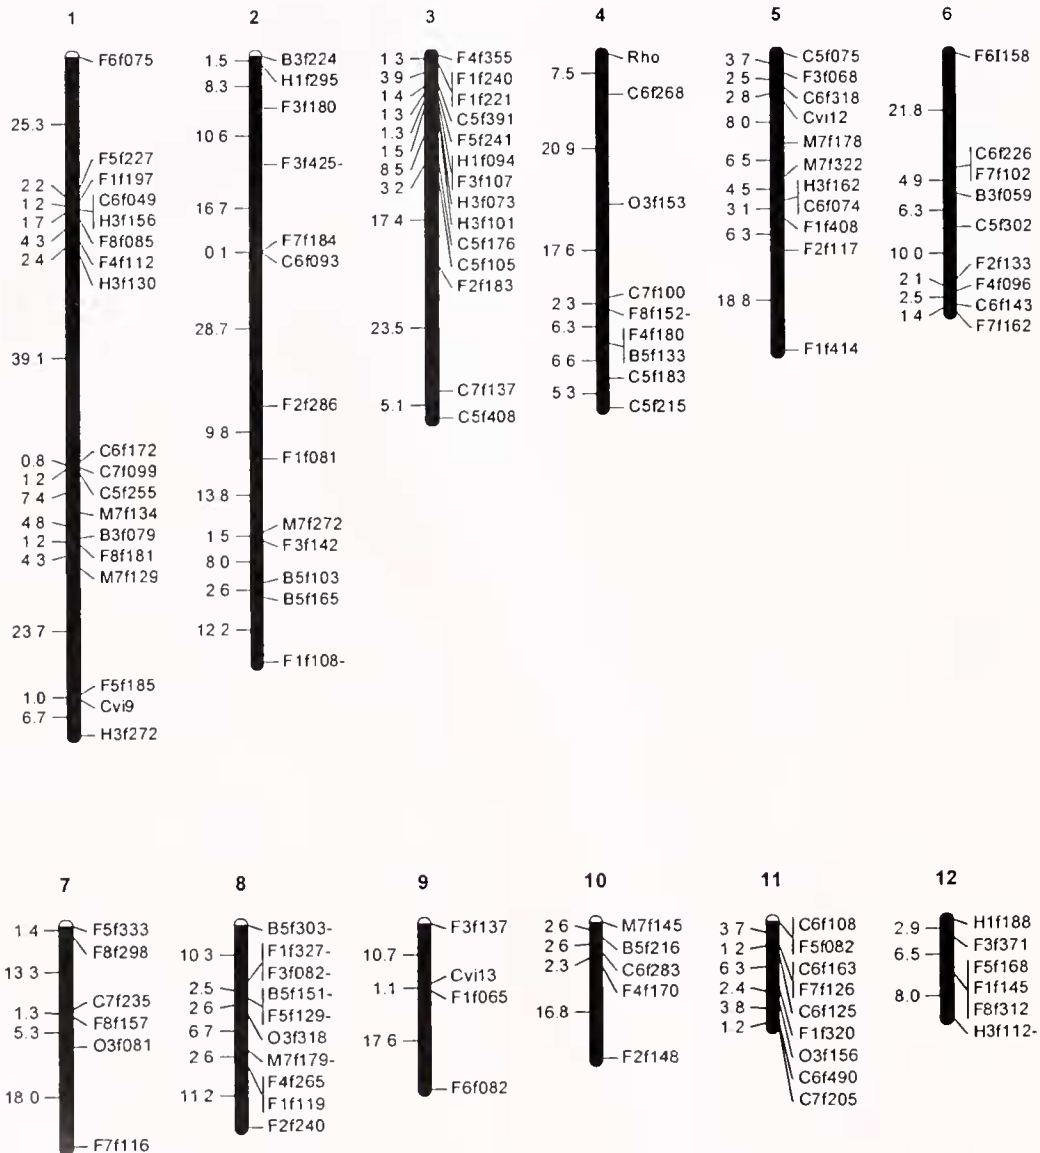 1
F6f075
25.3
F5f227
F1f197
2 2
C6f049
1 2
H3f156
1 7
F8f085
4 3
F4f112
2 4
H3f130
39 1
C6f172
0.8
C7f099
1 2
C5f255
7 4
M7f134
4 8
B3f079
1 2
F8f181
4 3
M7f129
23 7
F5f185
1.0
Cvi9
6.7
H3f272
2
1.5
B3f224
H1f295
8.3
F3f180
10 6
F3f425-
16 7
F7f184
0 1
C6f093
28.7
F2f286
9 8
F1f081
13 8
M7f272
1 5
F3f142
8 0
B5f103
2 6
B5f165
12 2
F1f108-
3
1 3
F4f355
3 9
F1f240
1 4
F1f221
1 3
C5f391
1.3
F5f241
1 5
H1f094
8 5
F3f107
3 2
H3f073
17 4
H3f101
C5f176
C5f105
F2f183
23.5
C7f137
5.1
C5f408
4
Rho
7.5
C6f268
20 9
O3f153
17 6
C7f100
2 3
F8f152-
6.3
F4f180
B5f133
6 6
C5f183
5 3
C5f215
5
3 7
C5f075
2 5
F3f068
2 8
C6f318
Cvi12
8 0
M7f178
6 5
M7f322
4 5
H3f162
3 1
C6f074
F1f408
6 3
F2f117
18 8
F1f414
6
F6f158
21.8
C6f226
F7f102
4 9
B3f059
6.3
C5f302
10 0
F2f133
2 1
F4f096
2.5
C6f143
1 4
F7f162
7
1 4
F5f333
F8f298
13 3
C7f235
1.3
F8f157
5.3
O3f081
18 0
F7f116
8
B5f303-
10 3
F1f327-
F3f082-
2.5
B5f151-
2 6
F5f129-
6 7
O3f318
2 6
M7f179-
F4f265
11 2
F1f119
F2f240
9
F3f137
10.7
Cvi13
1.1
F1f065
17 6
F6f082
10
2 6
M7f145
2 6
B5f216
2.3
C6f283
F4f170
16.8
F2f148
11
3 7
C6f108
F5f082
1 2
C6f163
6 3
F7f126
2.4
C6f125
3 8
F1f320
1 2
O3f156
C6f490
C7f205
12
2.9
H1f188
F3f371
6.5
F5f168
F1f145
8.0
F8f312
H3f112-